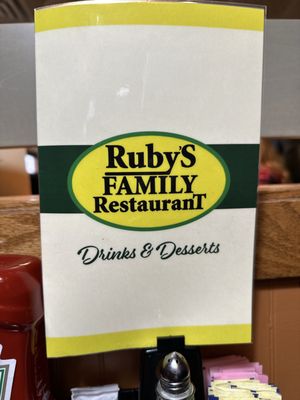 Ruby'S
FAMILY
RestauranT
Drinks & Desserts